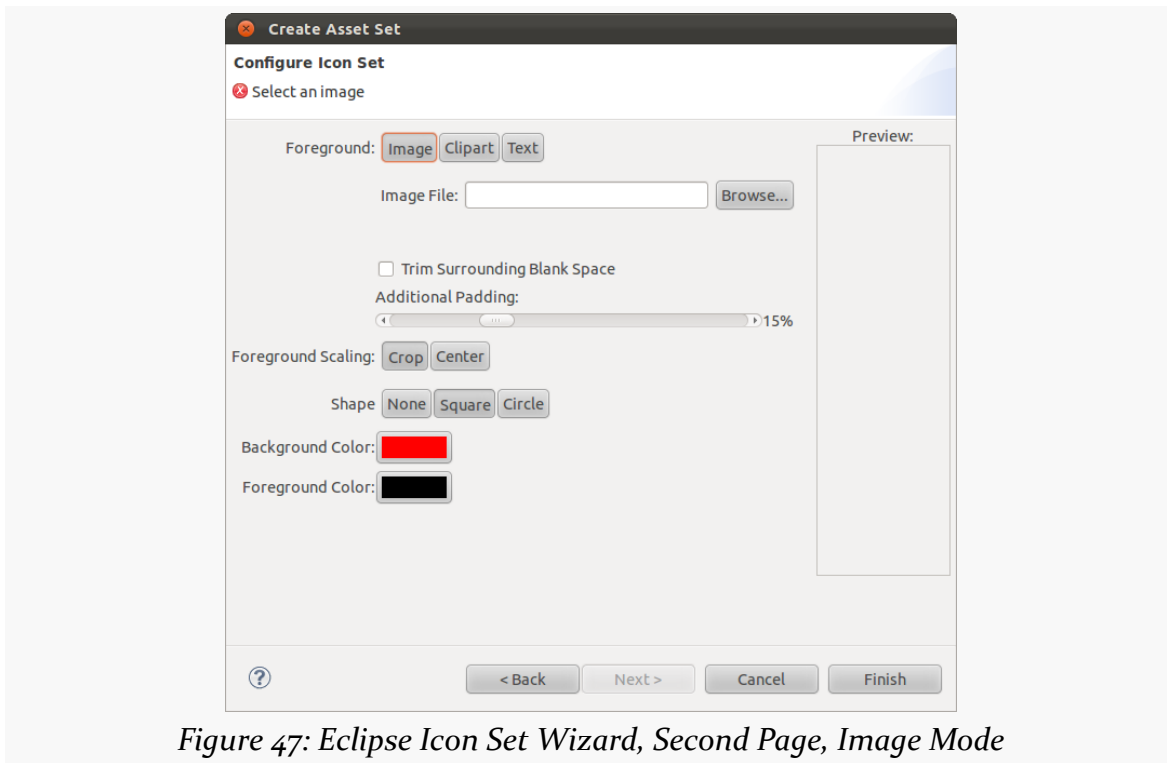 Create Asset Set
Configure Icon Set
Select an image
Foreground: Image Clipart Text
Preview:
Image File: Browse...
Trim Surrounding Blank Space
Additional Padding:
15%
Foreground Scaling: Crop Center
Shape None Square Circle
Background Color:
Foreground Color:
? < Back Next > Cancel Finish
Figure 47: Eclipse Icon Set Wizard, Second Page, Image Mode